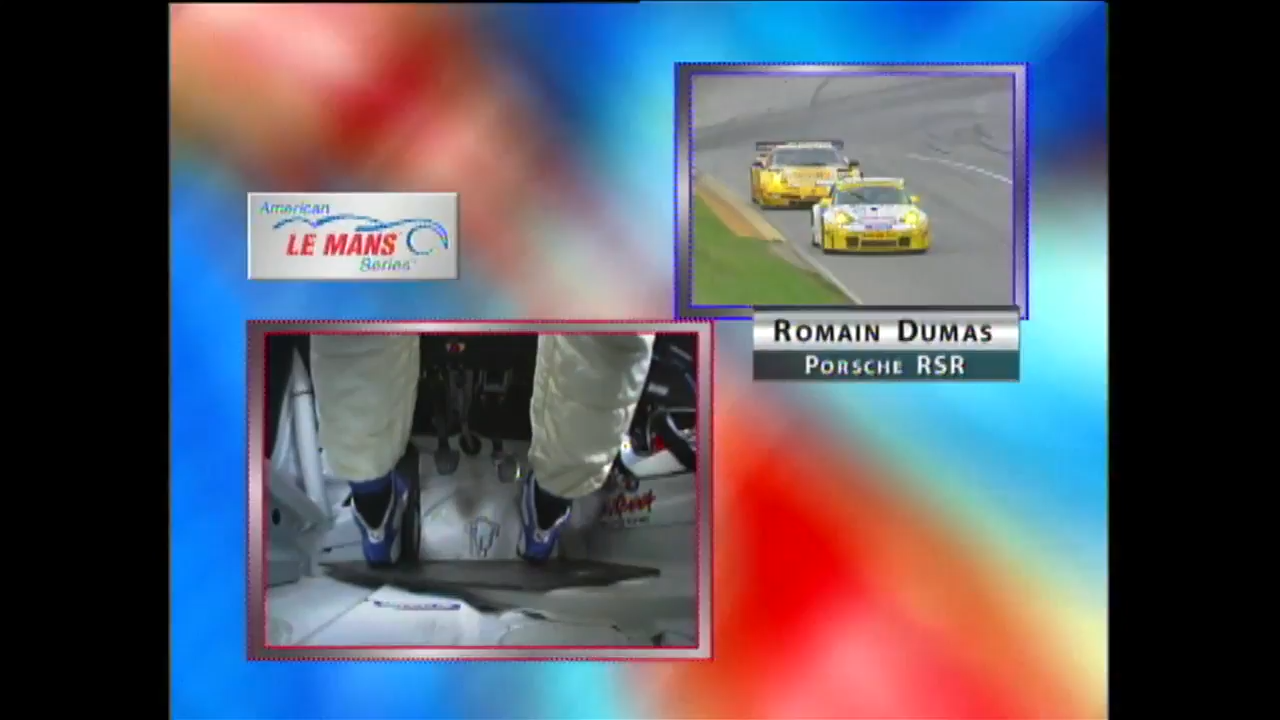 American
LE MANS
Series
ROMAIN DUMAS
PORSCHE RSR